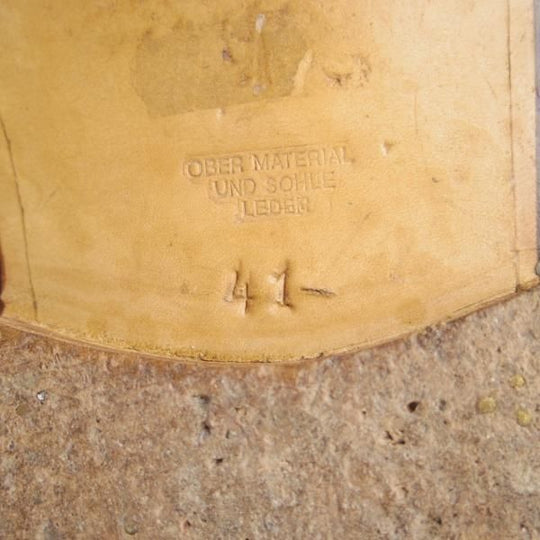 OBER MATERIAL
UND SOHLE
LEDER
41-